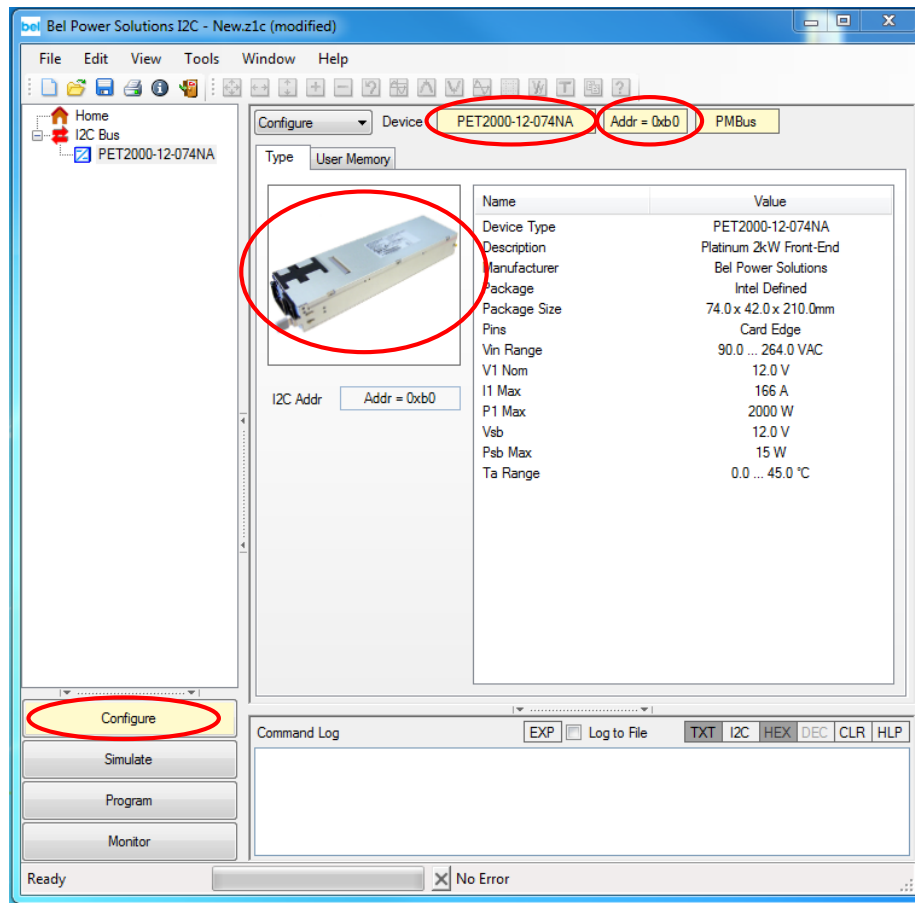 bel Bel Power Solutions I2C - New.z1c (modified)
File Edit View Tools Window Help
Home
I2C Bus
PET2000-12-074NA
Configure Device PET2000-12-074NA Addr = 0xb0 PMBus
Type User Memory
Name Value
Device Type PET2000-12-074NA
Description Platinum 2kW Front-End
Manufacturer Bel Power Solutions
Package Intel Defined
Package Size 74.0 x 42.0 x 210.0mm
Pins Card Edge
Vin Range 90.0 ... 264.0 VAC
V1 Nom 12.0 V
I1 Max 166 A
P1 Max 2000 W
Vsb 12.0 V
Psb Max 15 W
Ta Range 0.0 ... 45.0 °C
I2C Addr Addr = 0xb0
Configure
Simulate
Program
Monitor
Command Log EXP Log to File TXT I2C HEX DEC CLR HLP
Ready No Error